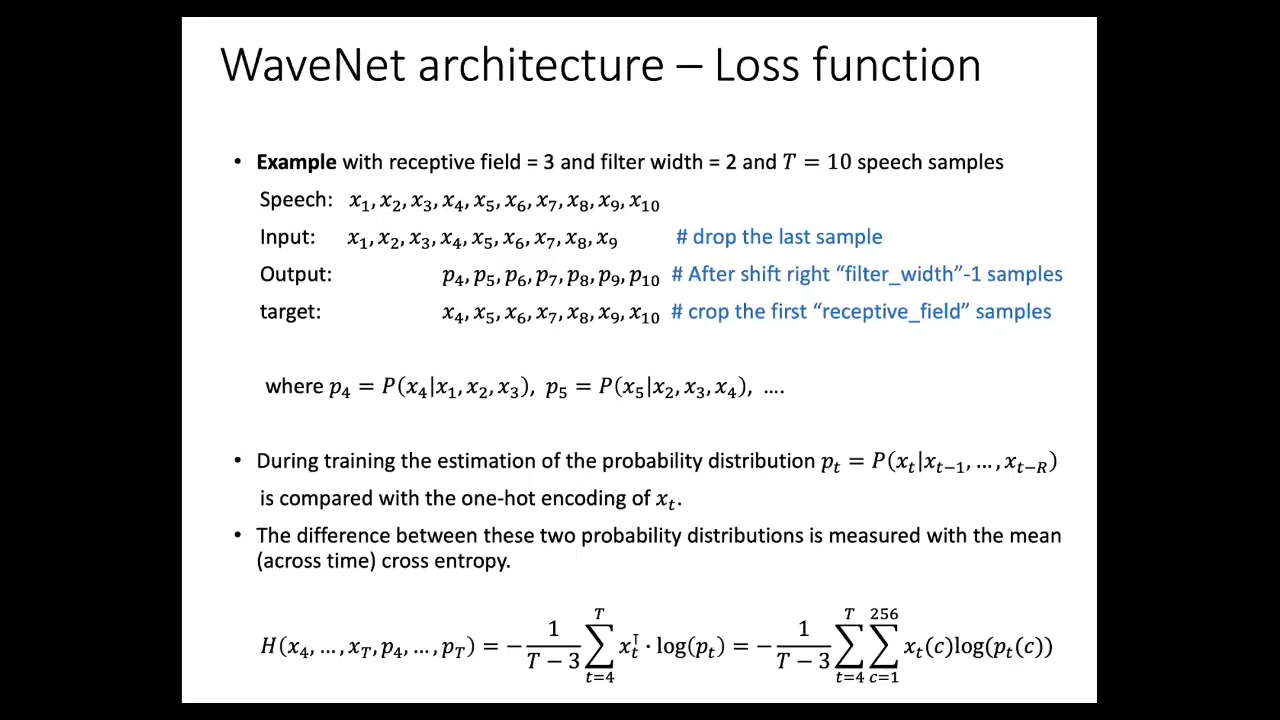 WaveNet architecture – Loss function
• Example with receptive field = 3 and filter width = 2 and T = 10 speech samples
Speech: x₁, x₂, x₃, x₄, x₅, x₆, x₇, x₈, x₉, x₁₀
Input: x₁, x₂, x₃, x₄, x₅, x₆, x₇, x₈, x₉ # drop the last sample
Output: p₄, p₅, p₆, p₇, p₈, p₉, p₁₀ # After shift right “filter_width”-1 samples
target: x₄, x₅, x₆, x₇, x₈, x₉, x₁₀ # crop the first “receptive_field” samples
where p₄ = P(x₄|x₁, x₂, x₃), p₅ = P(x₅|x₂, x₃, x₄), ….
• During training the estimation of the probability distribution pₜ = P(xₜ|xₜ₋₁, …, xₜ₋R)
is compared with the one-hot encoding of xₜ.
• The difference between these two probability distributions is measured with the mean
(across time) cross entropy.
H(x₄, …, x_T, p₄, …, p_T) = − 1/(T − 3) ∑_{t=4}^{T} xₜᵀ · log(pₜ) = − 1/(T − 3) ∑_{t=4}^{T} ∑_{c=1}^{256} xₜ(c)log(pₜ(c))